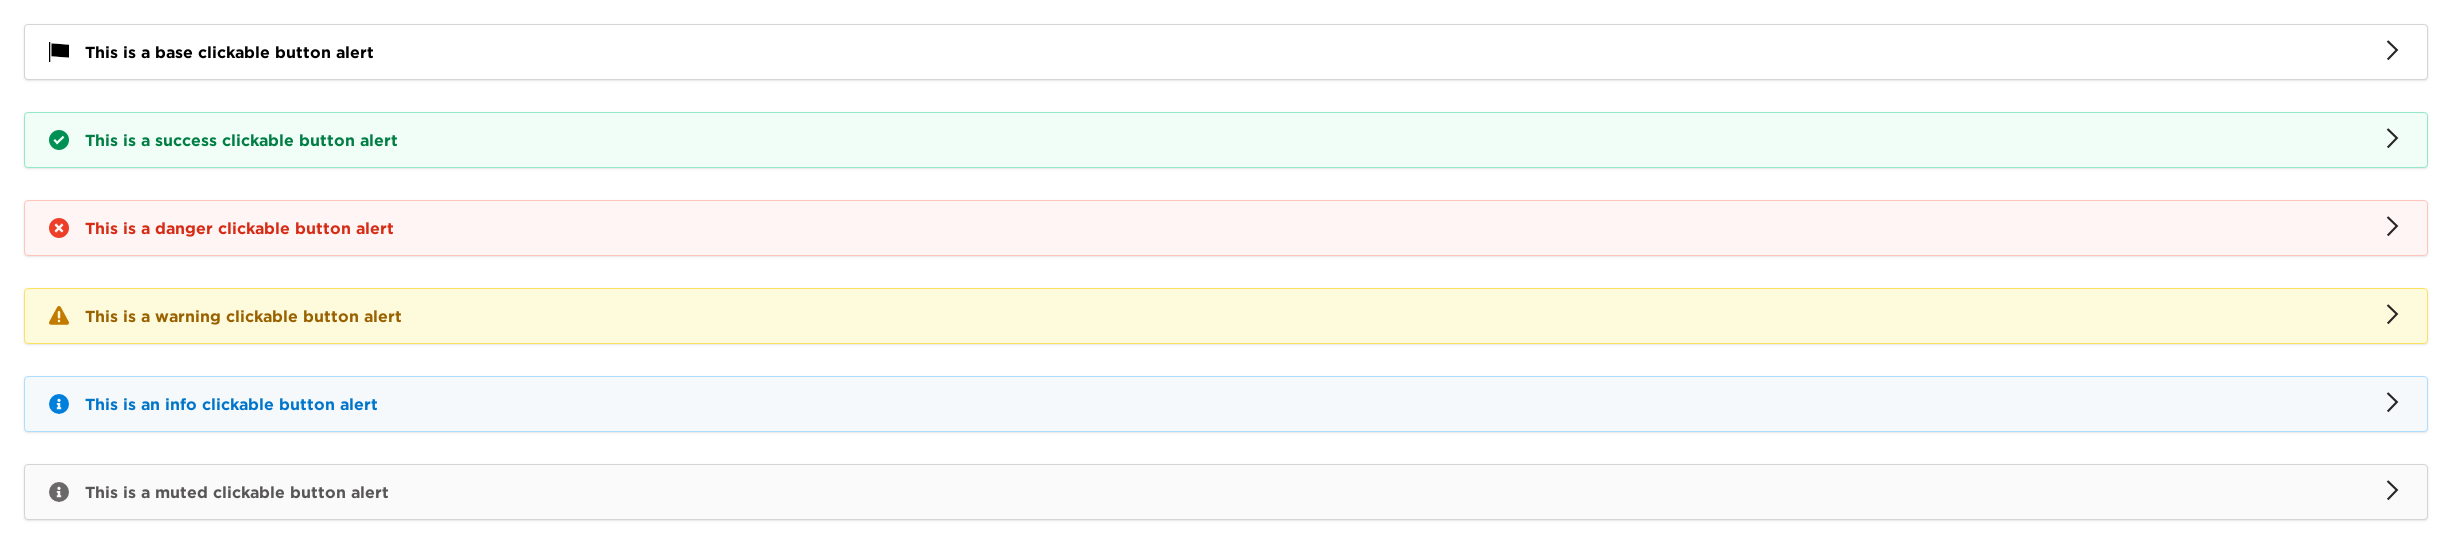 This is a base clickable button alert
This is a success clickable button alert
This is a danger clickable button alert
This is a warning clickable button alert
This is an info clickable button alert
This is a muted clickable button alert